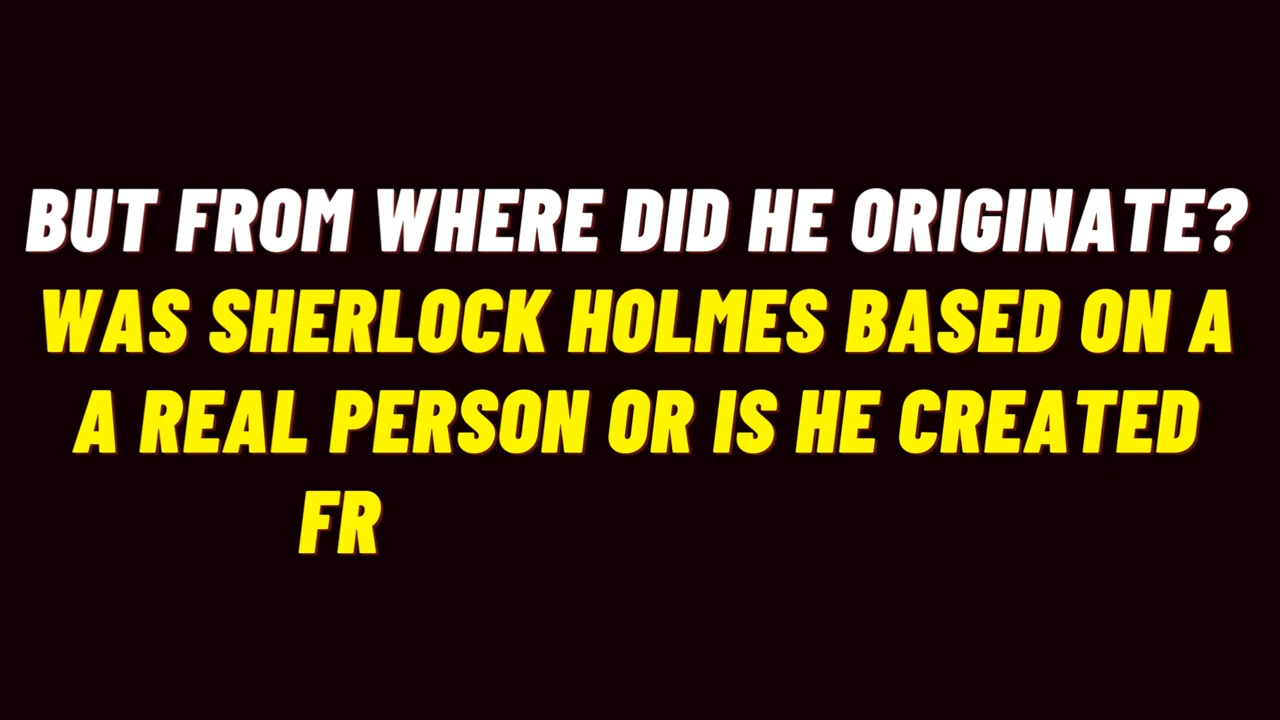 BUT FROM WHERE DID HE ORIGINATE?
WAS SHERLOCK HOLMES BASED ON A
A REAL PERSON OR IS HE CREATED
FR